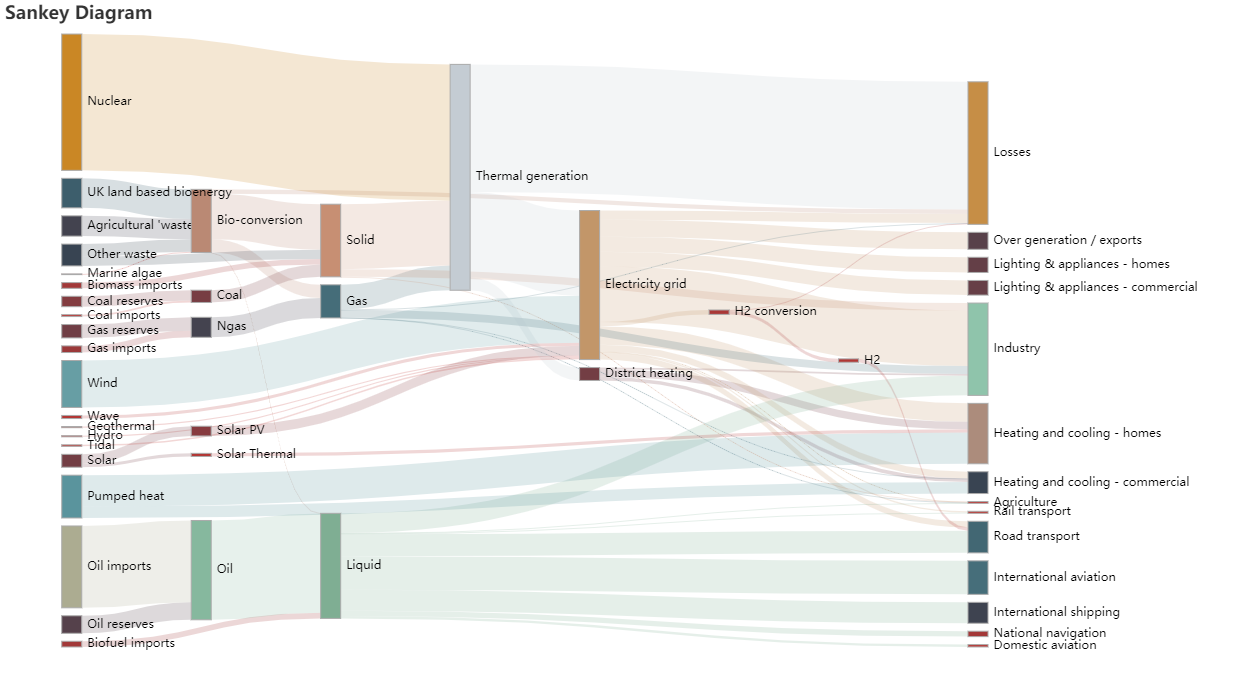 Sankey Diagram
Nuclear
UK land based bioenergy
Agricultural 'waste
Other waste
Marine algae
Biomass imports
Coal reserves
Coal imports
Gas reserves
Gas imports
Wind
Wave
Geothermal
Hydro
Tidal
Solar
Pumped heat
Oil imports
Oil reserves
Biofuel imports
Bio-conversion
Coal
Ngas
Solar PV
Solar Thermal
Oil
Solid
Gas
Liquid
Thermal generation
Electricity grid
District heating
H2 conversion
H2
Losses
Over generation / exports
Lighting & appliances - homes
Lighting & appliances - commercial
Industry
Heating and cooling - homes
Heating and cooling - commercial
Agriculture
Rail transport
Road transport
International aviation
International shipping
National navigation
Domestic aviation